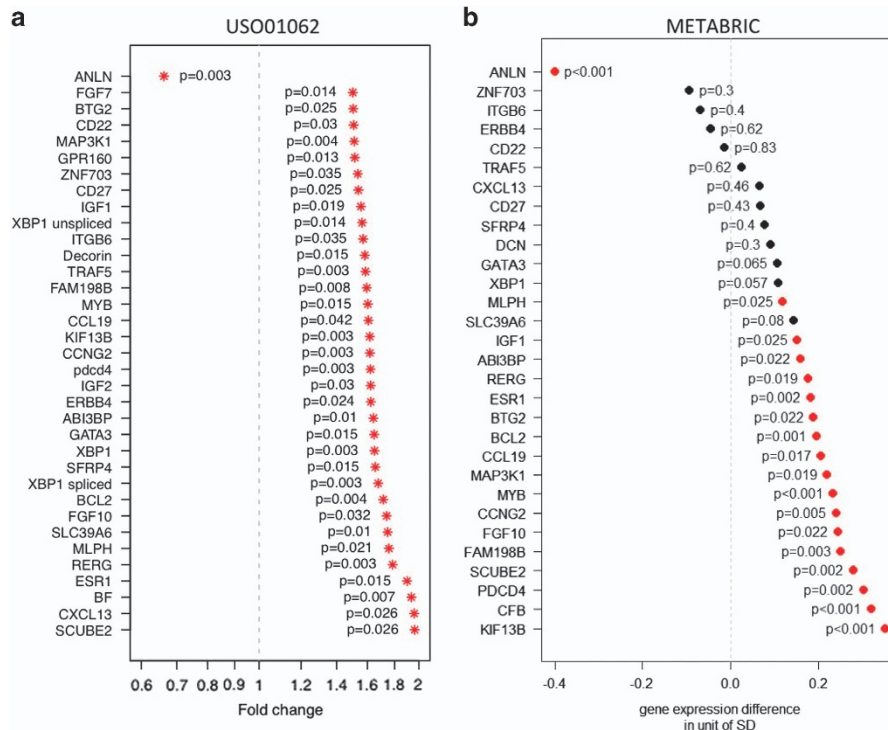 a
USO01062
ANLN p=0.003
FGF7 p=0.014
BTG2 p=0.025
CD22 p=0.03
MAP3K1 p=0.004
GPR160 p=0.013
ZNF703 p=0.035
CD27 p=0.025
IGF1 p=0.019
XBP1 unspliced p=0.014
ITGB6 p=0.035
Decorin p=0.015
TRAF5 p=0.003
FAM198B p=0.008
MYB p=0.015
CCL19 p=0.042
KIF13B p=0.003
CCNG2 p=0.003
pdcd4 p=0.003
IGF2 p=0.03
ERBB4 p=0.024
ABI3BP p=0.01
GATA3 p=0.015
XBP1 p=0.003
SFRP4 p=0.015
XBP1 spliced p=0.003
BCL2 p=0.004
FGF10 p=0.032
SLC39A6 p=0.01
MLPH p=0.021
RERG p=0.003
ESR1 p=0.015
BF p=0.007
CXCL13 p=0.026
SCUBE2 p=0.026
0.6 0.7 0.8 0.9 1 1.2 1.4 1.6 1.8 2
Fold change
b
METABRIC
ANLN p<0.001
ZNF703 p=0.3
ITGB6 p=0.4
ERBB4 p=0.62
CD22 p=0.83
TRAF5 p=0.62
CXCL13 p=0.46
CD27 p=0.43
SFRP4 p=0.4
DCN p=0.3
GATA3 p=0.065
XBP1 p=0.057
MLPH p=0.025
SLC39A6 p=0.08
IGF1 p=0.025
ABI3BP p=0.022
RERG p=0.019
ESR1 p=0.002
BTG2 p=0.022
BCL2 p=0.001
CCL19 p=0.017
MAP3K1 p=0.019
MYB p<0.001
CCNG2 p=0.005
FGF10 p=0.022
FAM198B p=0.003
SCUBE2 p=0.002
PDCD4 p=0.002
CFB p<0.001
KIF13B p<0.001
-0.4 -0.2 0.0 0.2
gene expression difference
in unit of SD